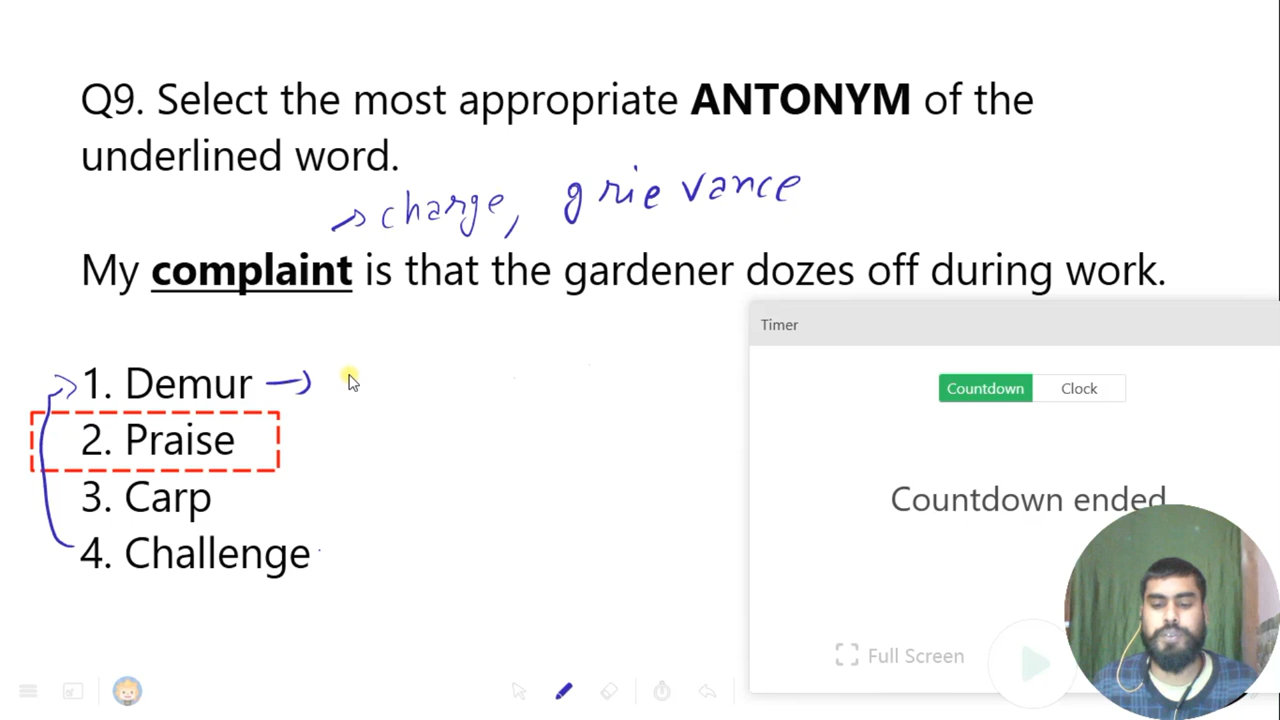 Q9. Select the most appropriate ANTONYM of the
underlined word.
charge, grievance
My complaint is that the gardener dozes off during work.
Timer
1. Demur
Countdown Clock
2. Praise
3. Carp
Countdown ended
4. Challenge
Full Screen